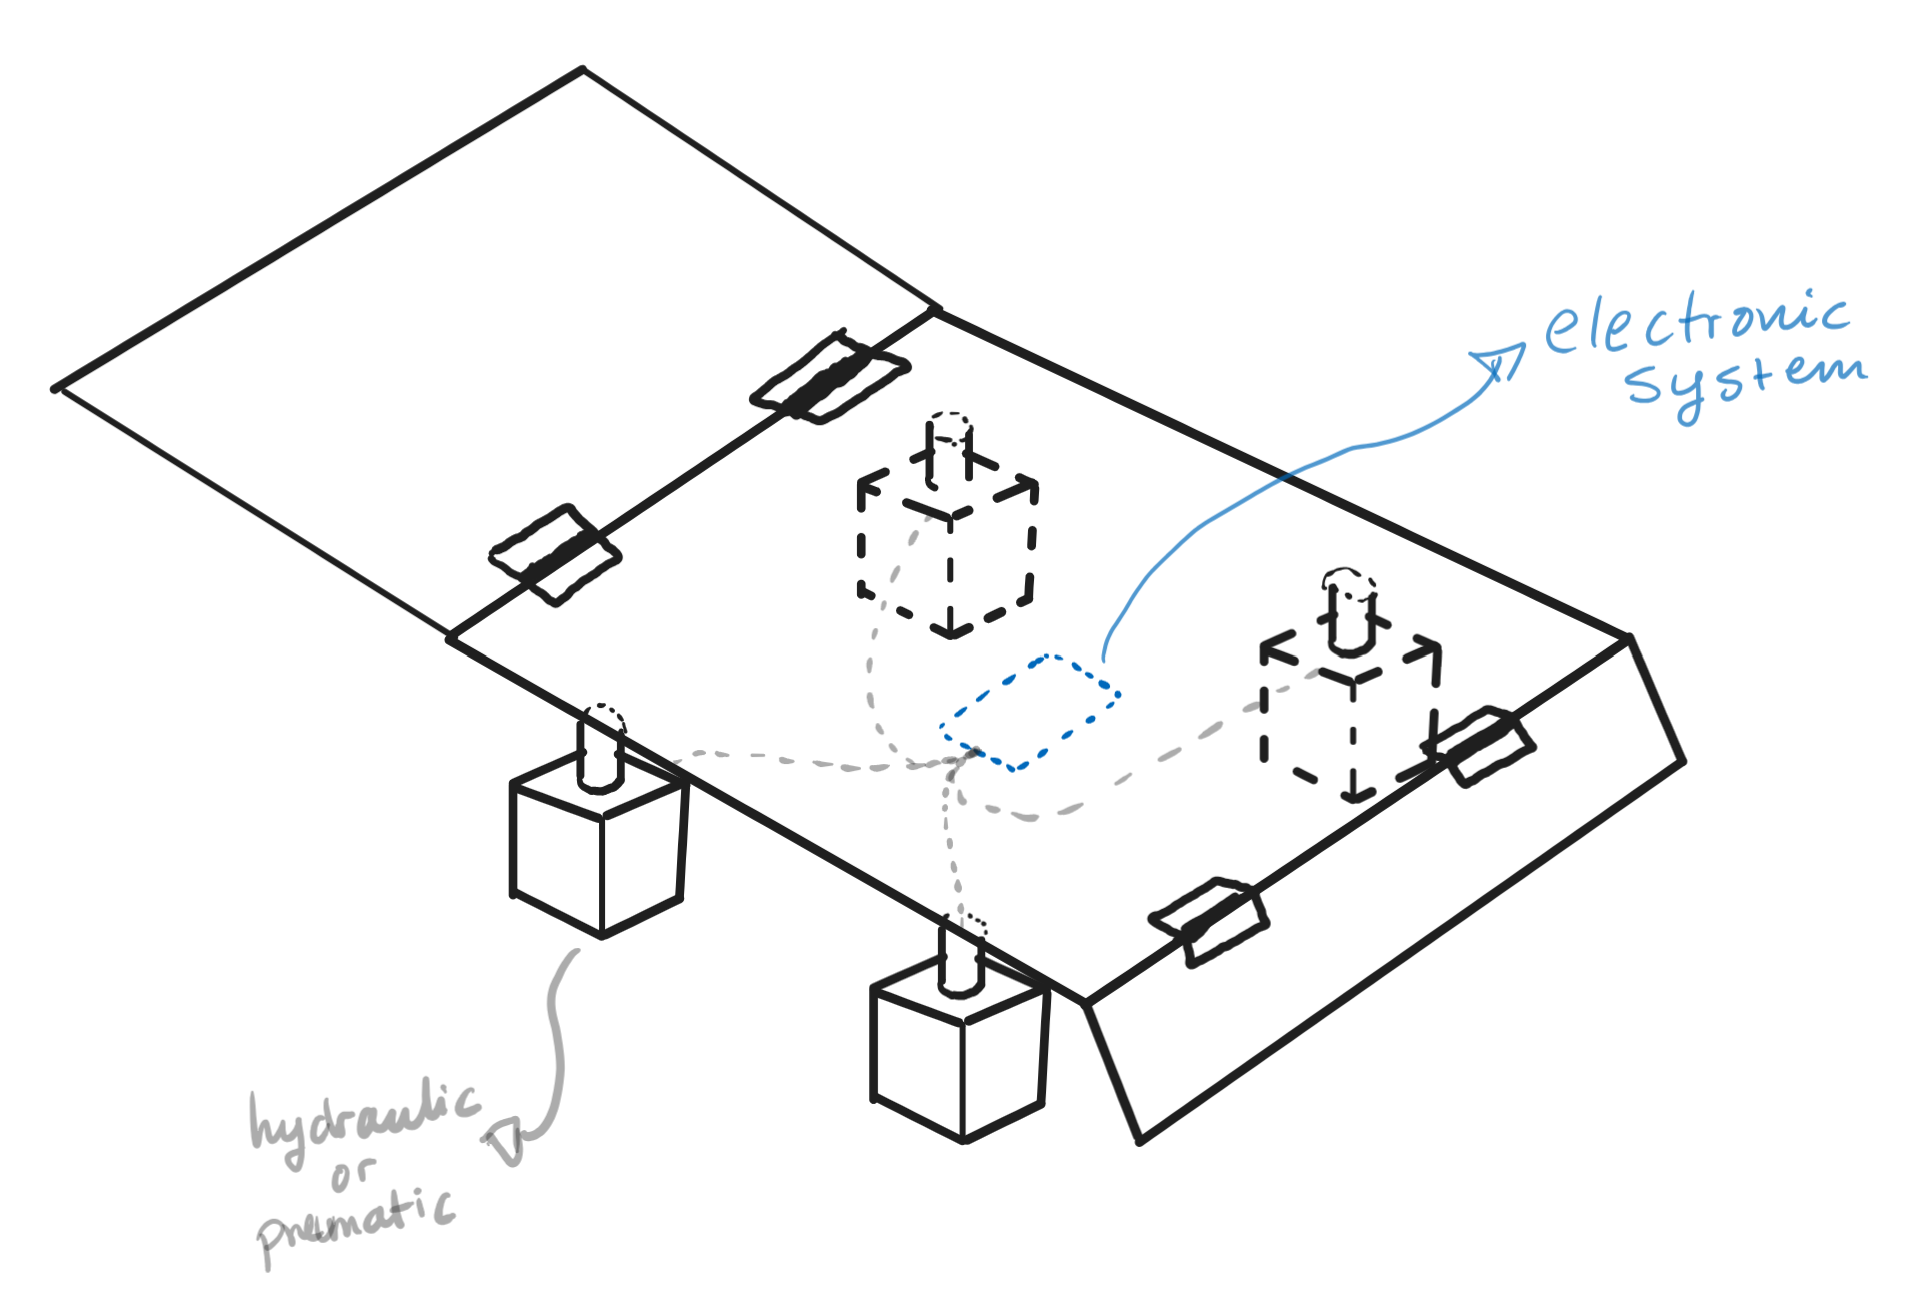 electronic
system
hydraulic
or
pneumatic